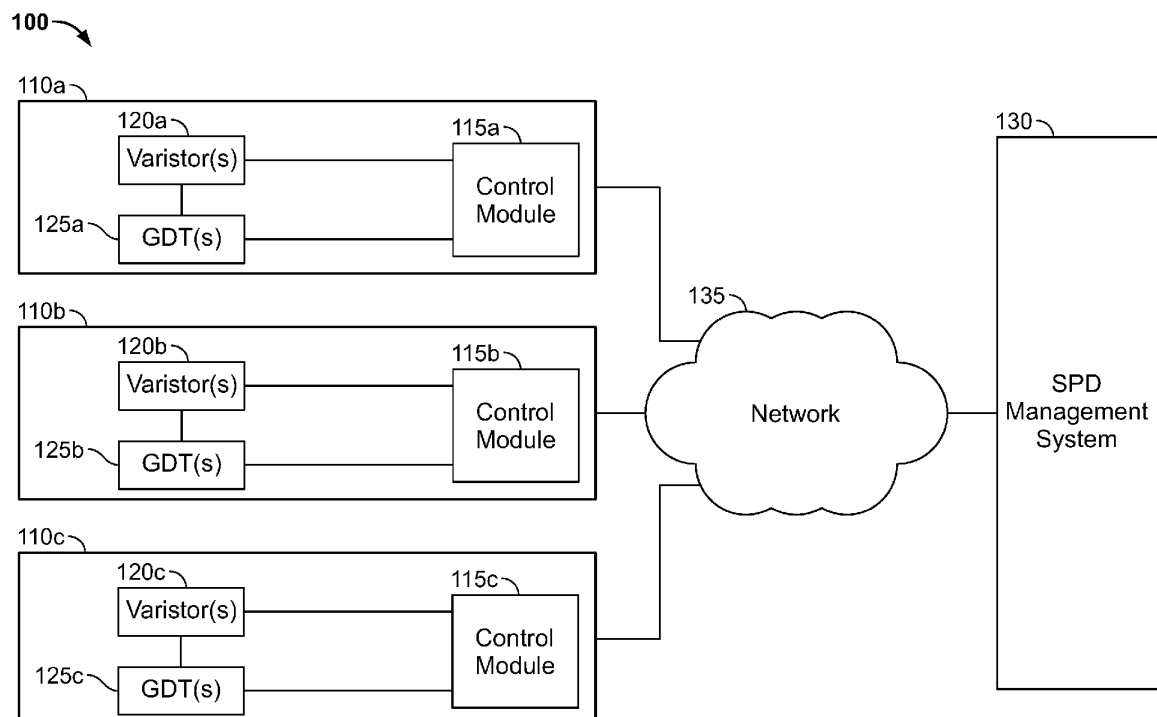 100
110a
120a
Varistor(s)
125a
GDT(s)
115a
Control
Module
110b
120b
Varistor(s)
125b
GDT(s)
115b
Control
Module
110c
120c
Varistor(s)
125c
GDT(s)
115c
Control
Module
135
Network
130
SPD
Management
System